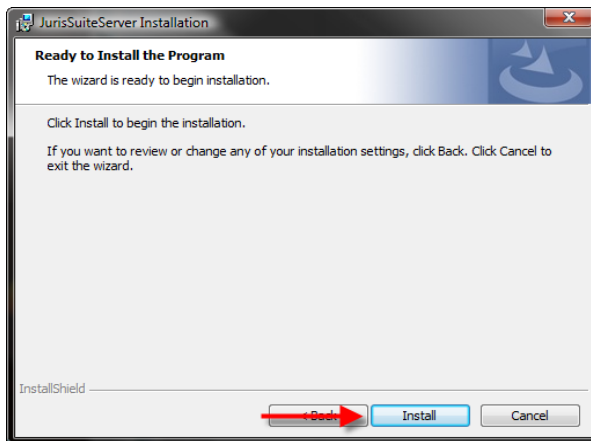 JurisSuiteServer Installation
Ready to Install the Program
The wizard is ready to begin installation.
Click Install to begin the installation.
If you want to review or change any of your installation settings, click Back. Click Cancel to
exit the wizard.
InstallShield
< Back Install Cancel